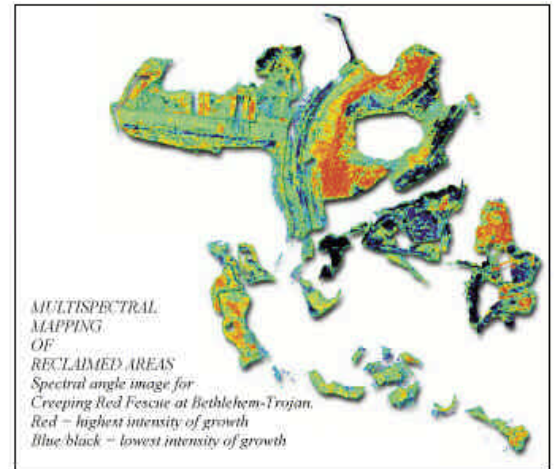 MULTISPECTRAL
MAPPING
OF
RECLAIMED AREAS
Spectral angle image for
Creeping Red Fescue at Bethlehem-Trojan.
Red = highest intensity of growth
Blue/black = lowest intensity of growth